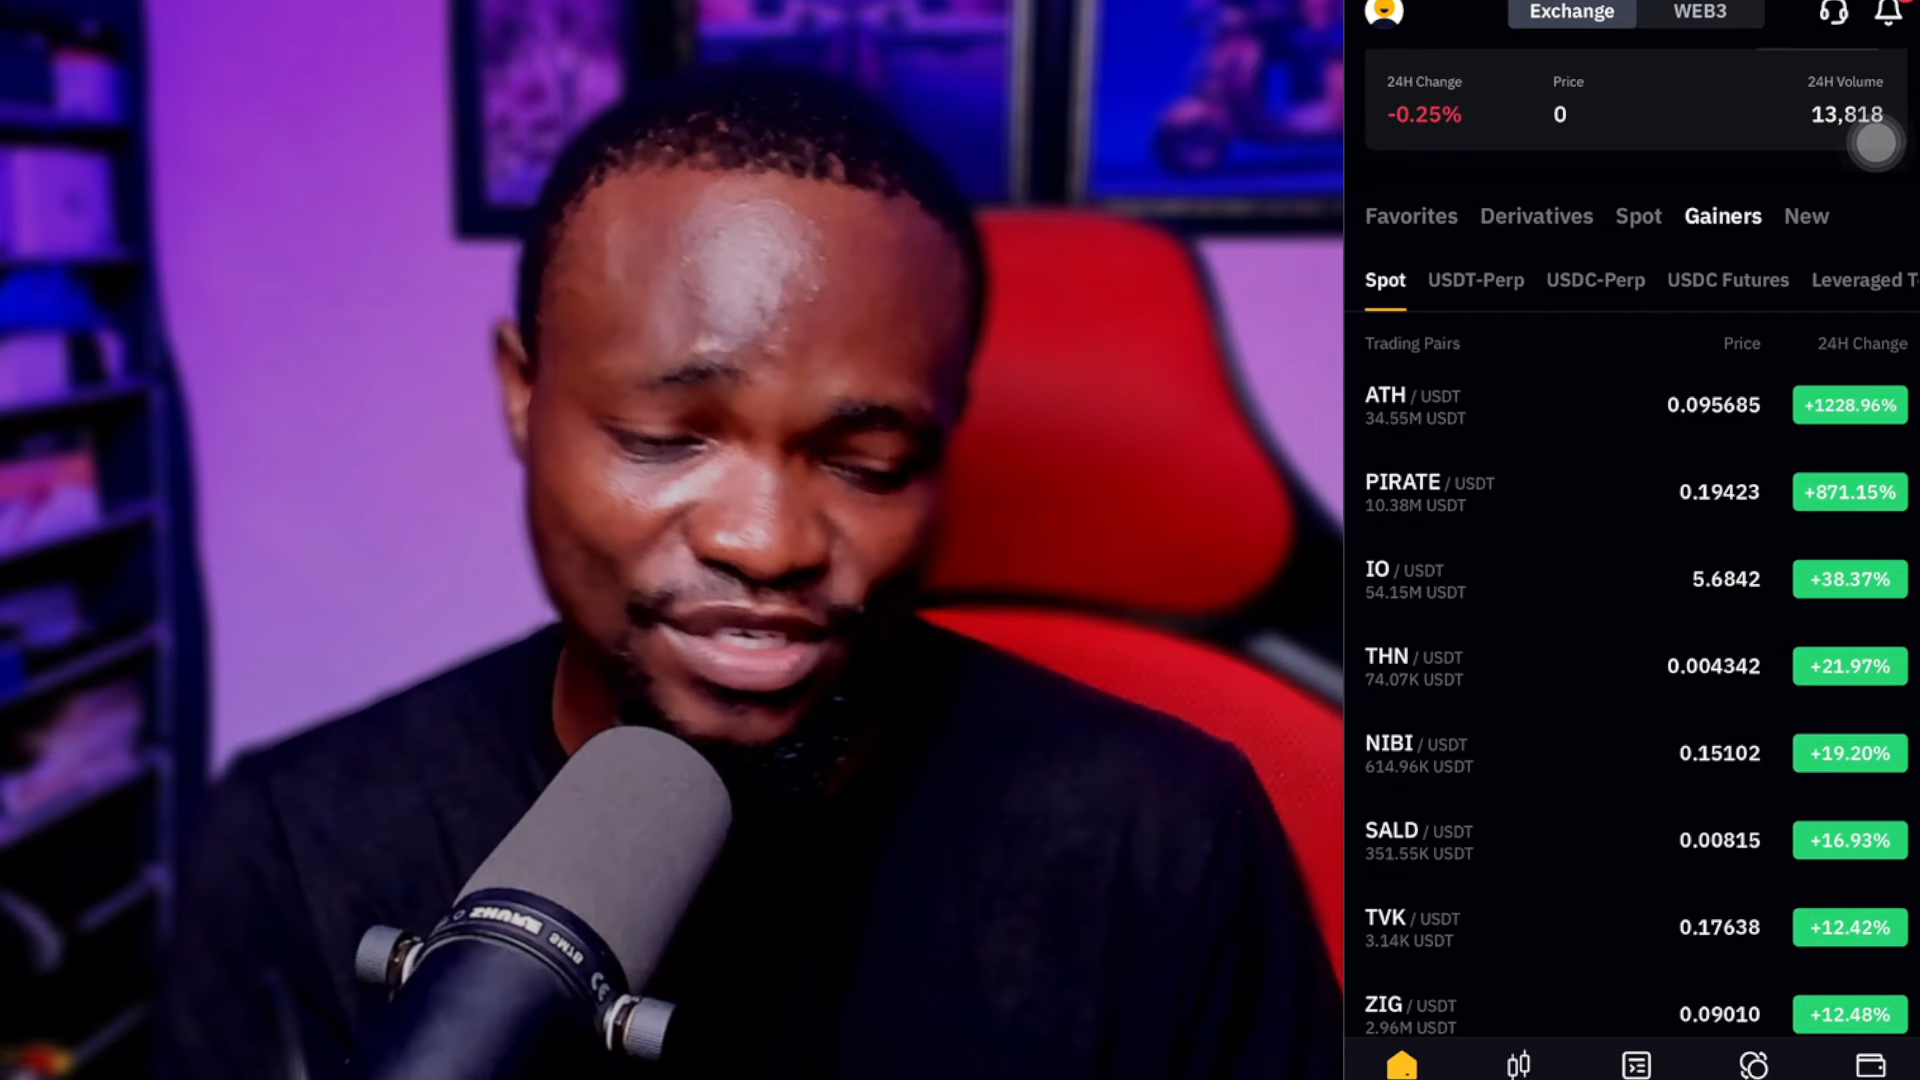 Exchange WEB3
24H Change Price 24H Volume
-0.25% 0 13,818
Favorites Derivatives Spot Gainers New
Spot USDT-Perp USDC-Perp USDC Futures Leveraged T
Trading Pairs Price 24H Change
ATH / USDT 0.095685 +1228.96%
34.55M USDT
PIRATE / USDT 0.19423 +871.15%
10.38M USDT
IO / USDT 5.6842 +38.37%
54.15M USDT
THN / USDT 0.004342 +21.97%
74.07K USDT
NIBI / USDT 0.15102 +19.20%
614.96K USDT
SALD / USDT 0.00815 +16.93%
351.55K USDT
TVK / USDT 0.17638 +12.42%
3.14K USDT
ZIG / USDT 0.09010 +12.48%
2.96M USDT